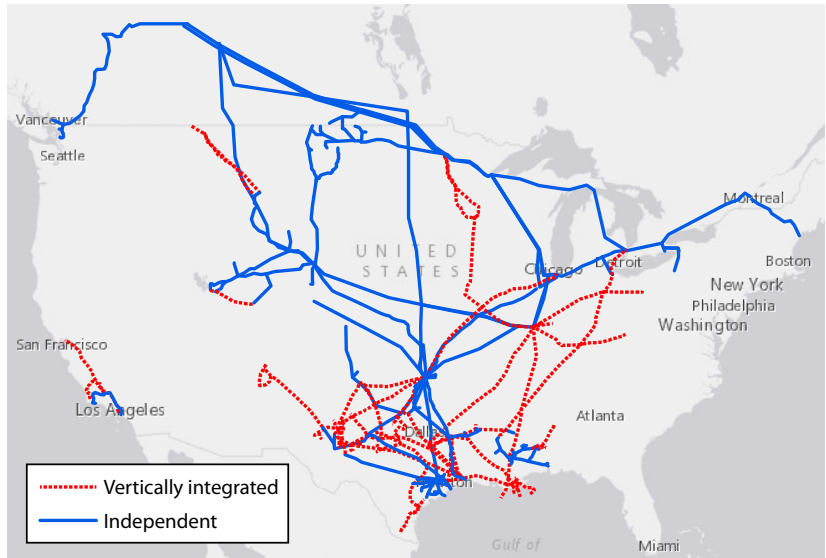 Vancouver
Seattle
Montreal
UNITED
STATES
Chicago
Detroit
Boston
New York
Philadelphia
Washington
San Francisco
Los Angeles
Dallas
Atlanta
Houston
Vertically integrated
Independent
Gulf of
Miami